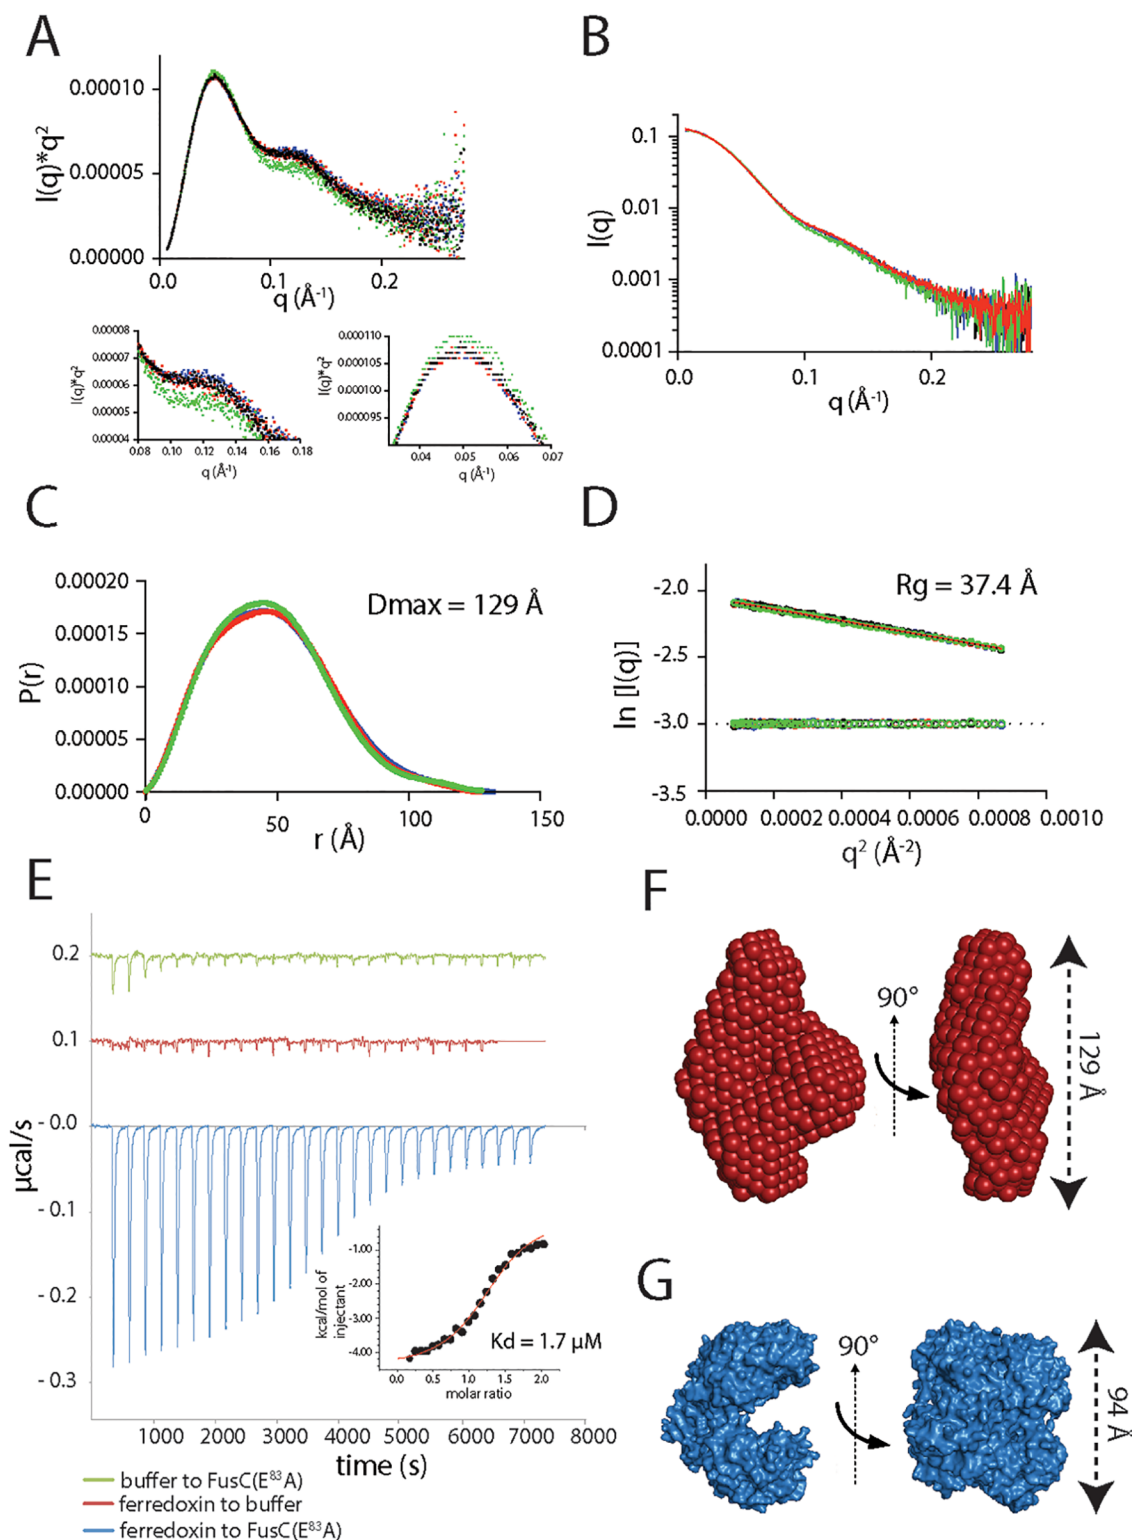 A
0.00010
0.00005
0.00000
I(q)*q²
0.0
0.1
0.2
q (Å⁻¹)
0.00008
0.00007
0.00006
0.00005
0.00004
I(q)*q²
0.08
0.10
0.12
0.14
0.16
0.18
q (Å⁻¹)
0.000110
0.000105
0.000100
0.000095
I(q)*q²
0.04
0.05
0.06
0.07
q (Å⁻¹)
B
0.1
0.01
0.001
0.0001
I(q)
0.0
0.1
0.2
q (Å⁻¹)
C
0.00020
0.00015
0.00010
0.00005
0.00000
P(r)
Dmax = 129 Å
0
50
100
150
r (Å)
D
-2.0
-2.5
-3.0
-3.5
ln [I(q)]
Rg = 37.4 Å
0.0000
0.0002
0.0004
0.0006
0.0008
0.0010
q² (Å⁻²)
E
0.2
0.1
- 0.0
- 0.1
- 0.2
- 0.3
µcal/s
1000 2000 3000 4000 5000 6000 7000 8000
time (s)
-1.00
-2.00
-3.00
-4.00
kcal/mol of
injectant
Kd = 1.7 µM
0.0 0.5 1.0 1.5 2.0
molar ratio
buffer to FusC(E⁸³A)
ferredoxin to buffer
ferredoxin to FusC(E⁸³A)
F
90°
129 Å
G
90°
94 Å